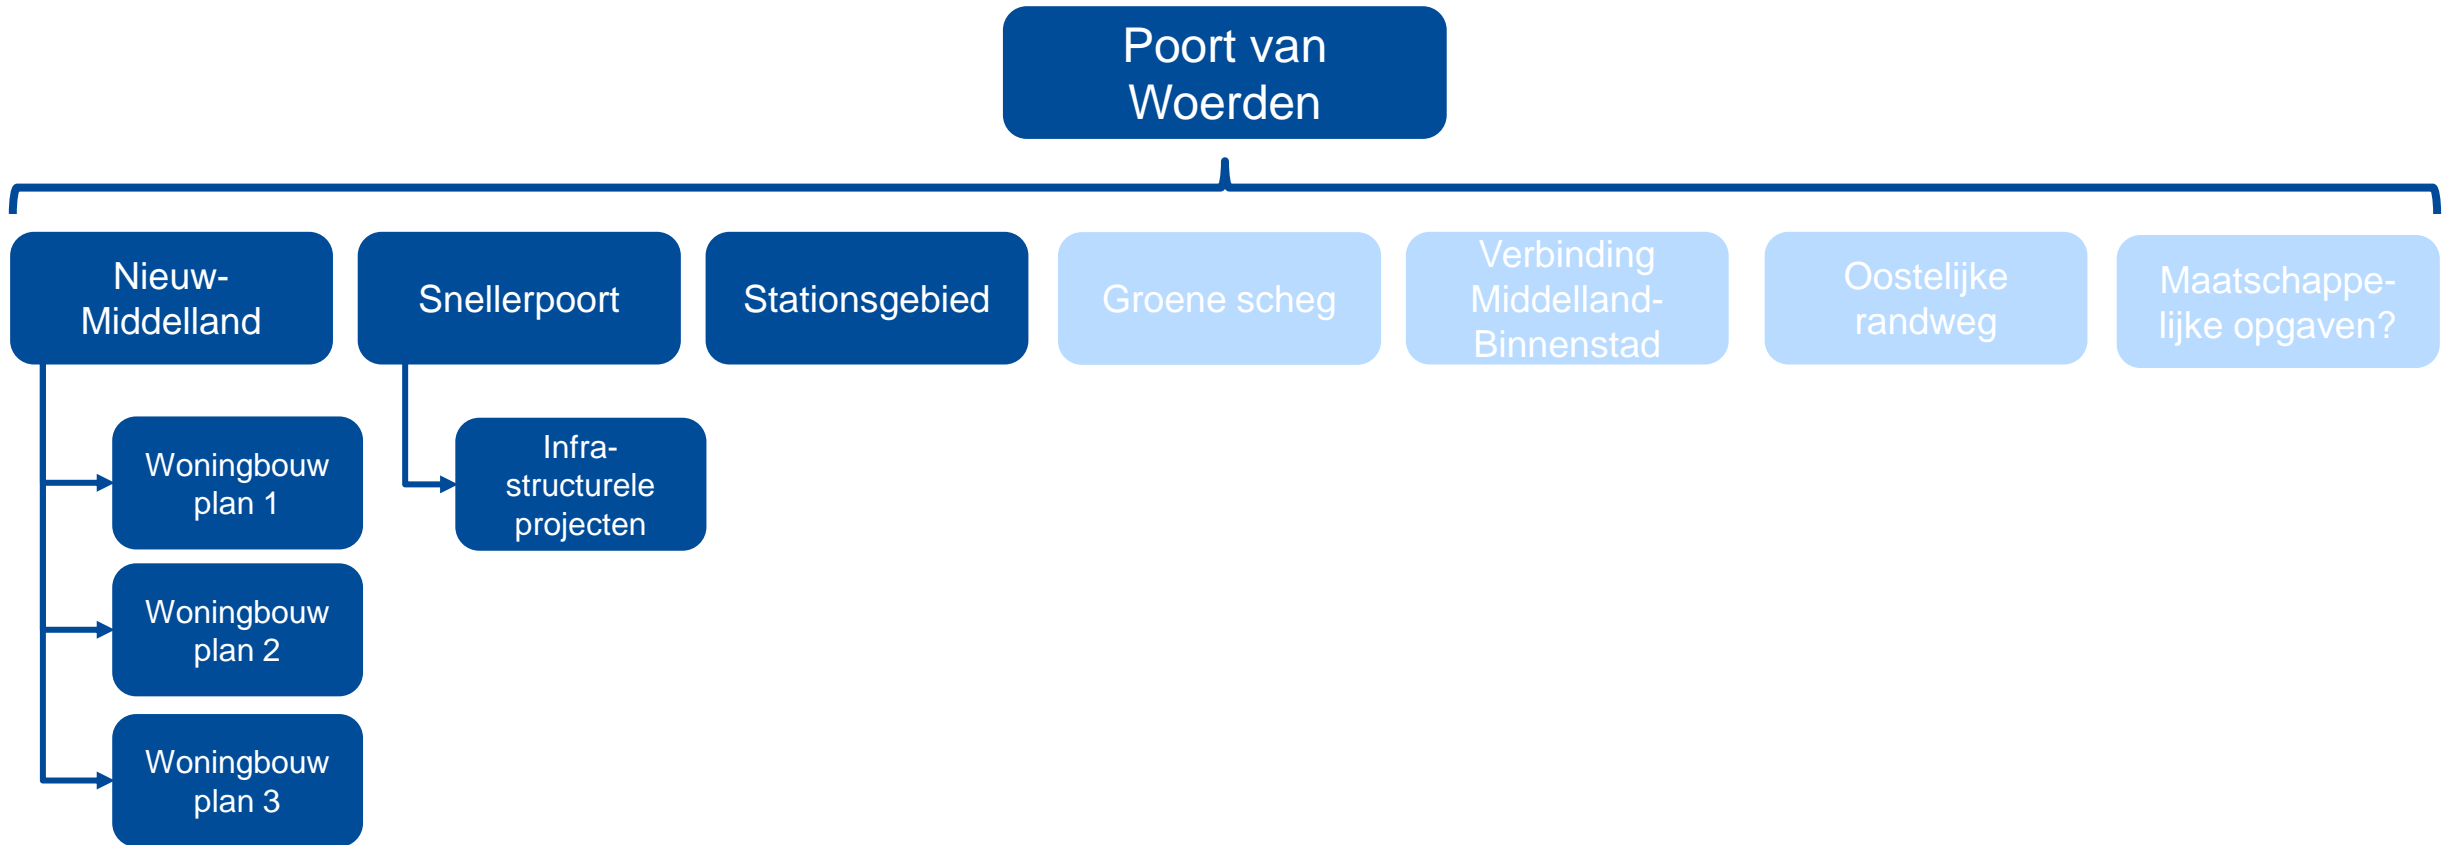 Poort van
Woerden
Nieuw-
Middelland
Snellerpoort
Stationsgebied
Groene scheg
Verbinding
Middelland-
Binnenstad
Oostelijke
randweg
Maatschappe-
lijke opgaven?
Woningbouw
plan 1
Infra-
structurele
projecten
Woningbouw
plan 2
Woningbouw
plan 3